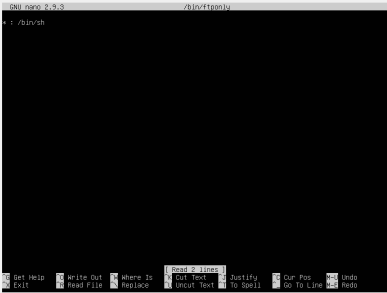 GNU nano 2.9.3 /bin/ftponly
* : /bin/sh
[ Read 2 lines ]
^G Get Help ^O Write Out ^W Where Is ^K Cut Text ^J Justify ^C Cur Pos M-U Undo
^X Exit ^R Read File ^\ Replace ^U Uncut Text ^T To Spell ^_ Go To Line M-E Redo